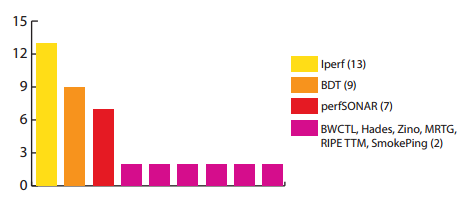 15
12
9
6
3
0
Iperf (13)
BDT (9)
perfSONAR (7)
BWCTL, Hades, Zino, MRTG,
RIPE TTM, SmokePing (2)